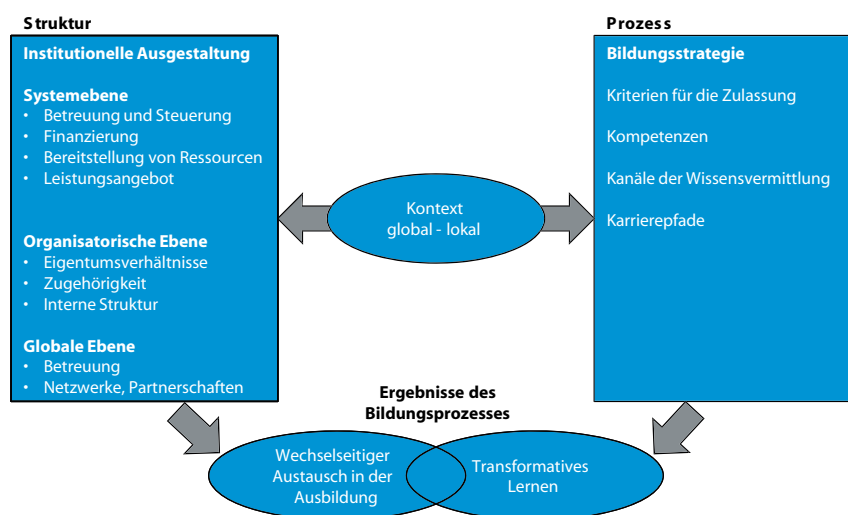 Struktur
Institutionelle Ausgestaltung
Systemebene
• Betreuung und Steuerung
• Finanzierung
• Bereitstellung von Ressourcen
• Leistungsangebot
Organisatorische Ebene
• Eigentumsverhältnisse
• Zugehörigkeit
• Interne Struktur
Globale Ebene
• Betreuung
• Netzwerke, Partnerschaften
Kontext
global - lokal
Prozess
Bildungsstrategie
Kriterien für die Zulassung
Kompetenzen
Kanäle der Wissensvermittlung
Karrierepfade
Ergebnisse des
Bildungsprozesses
Wechselseitiger
Austausch in der
Ausbildung
Transformatives
Lernen